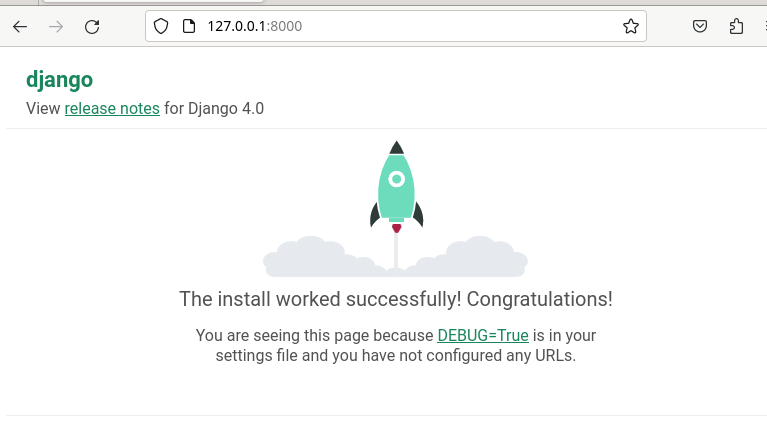 127.0.0.1:8000
django
View release notes for Django 4.0
The install worked successfully! Congratulations!
You are seeing this page because DEBUG=True is in your
settings file and you have not configured any URLs.